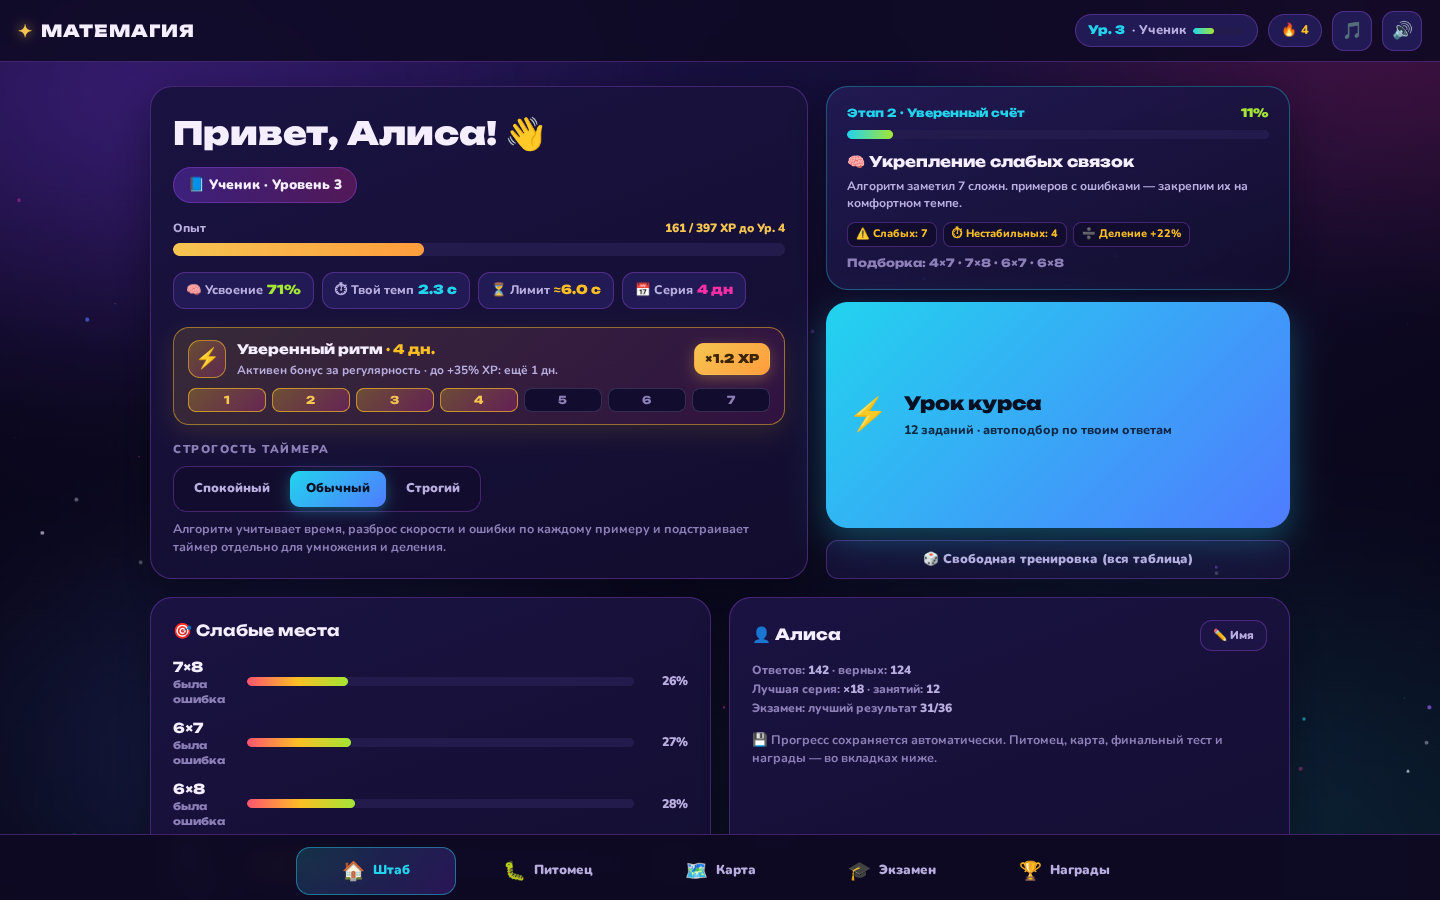 МАТЕМАГИЯ
Ур. 3 · Ученик
4
Привет, Алиса!
Ученик · Уровень 3
Опыт
161 / 397 XP до Ур. 4
Усвоение 71%
Твой темп 2.3 с
Лимит ≈6.0 с
Серия 4 дн
Уверенный ритм · 4 дн.
Активен бонус за регулярность · до +35% XP: ещё 1 дн.
×1.2 XP
1 2 3 4 5 6 7
СТРОГОСТЬ ТАЙМЕРА
Спокойный Обычный Строгий
Алгоритм учитывает время, разброс скорости и ошибки по каждому примеру и подстраивает
таймер отдельно для умножения и деления.
Этап 2 · Уверенный счёт
11%
Укрепление слабых связок
Алгоритм заметил 7 сложн. примеров с ошибками — закрепим их на
комфортном темпе.
Слабых: 7
Нестабильных: 4
Деление +22%
Подборка: 4×7 · 7×8 · 6×7 · 6×8
Урок курса
12 заданий · автоподбор по твоим ответам
Свободная тренировка (вся таблица)
Слабые места
7×8
была
ошибка
26%
6×7
была
ошибка
27%
6×8
была
ошибка
28%
Алиса
Имя
Ответов: 142 · верных: 124
Лучшая серия: ×18 · занятий: 12
Экзамен: лучший результат 31/36
Прогресс сохраняется автоматически. Питомец, карта, финальный тест и
награды — во вкладках ниже.
Штаб
Питомец
Карта
Экзамен
Награды